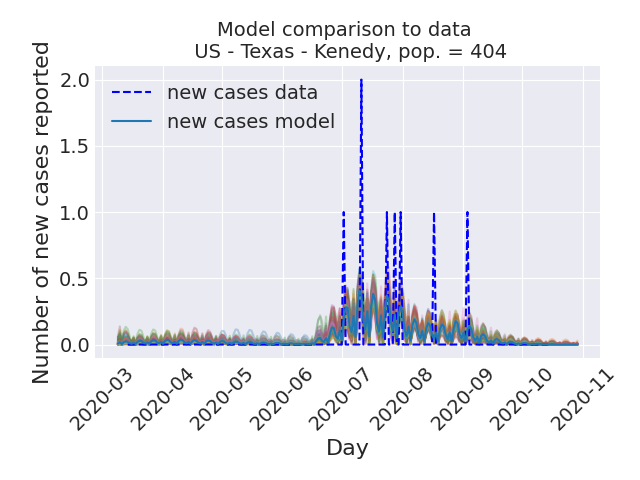 Model comparison to data
US - Texas - Kenedy, pop. = 404
Number of new cases reported
2.0
1.5
1.0
0.5
0.0
new cases data
new cases model
2020-03
2020-04
2020-05
2020-06
2020-07
2020-08
2020-09
2020-10
2020-11
Day